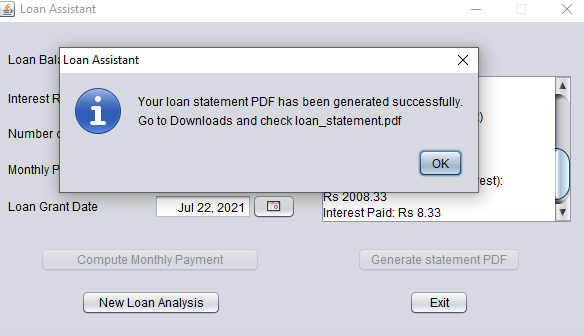 Loan Assistant
Loan Assistant
Your loan statement PDF has been generated successfully.
Go to Downloads and check loan_statement.pdf
OK
Loan
Interest
Number
Monthly
Rs 2008.33
Loan Grant Date
Jul 22, 2021
Interest Paid: Rs 8.33
Compute Monthly Payment
Generate statement PDF
New Loan Analysis
Exit